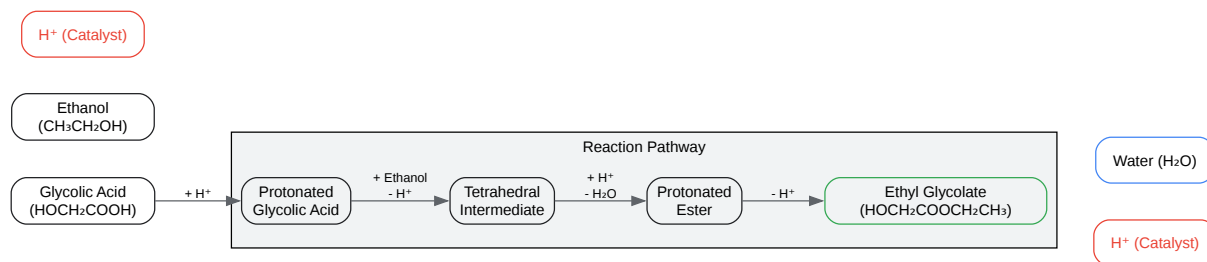 H⁺ (Catalyst)
Ethanol
(CH₃CH₂OH)
Glycolic Acid
(HOCH₂COOH)
+ H⁺
Reaction Pathway
Protonated
Glycolic Acid
+ Ethanol
- H⁺
Tetrahedral
Intermediate
+ H⁺
- H₂O
Protonated
Ester
- H⁺
Ethyl Glycolate
(HOCH₂COOCH₂CH₃)
Water (H₂O)
H⁺ (Catalyst)